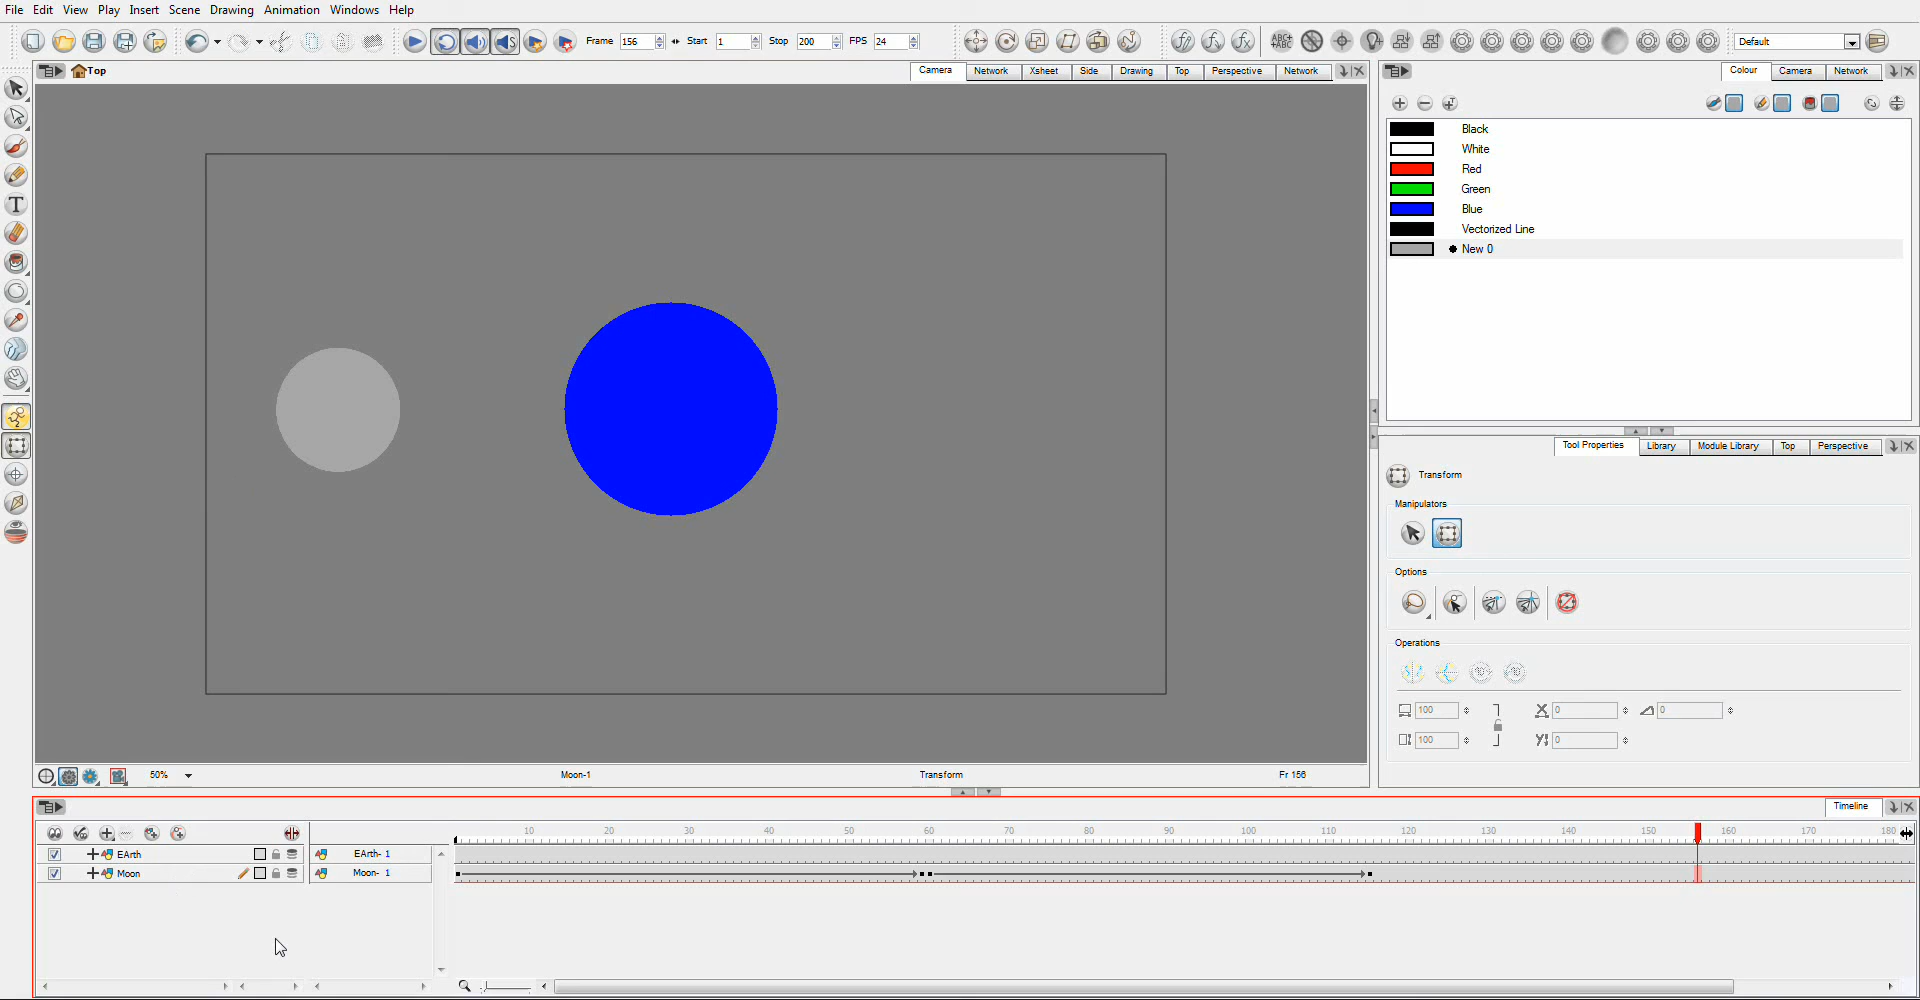 File Edit View Play Insert Scene Drawing Animation Windows Help
Frame 156 Start 1 Stop 200 FPS 24 Default
Top Camera Network Xsheet Side Drawing Top Perspective Network
Colour Camera Network
Black
White
Red
Green
Blue
Vectorized Line
New 0
Tool Properties Library Module Library Top Perspective
Transform
Manipulators
Options
Operations
100 X 0 0
100 Y 0
50% Moon-1 Transform Fr 156
Timeline
10 20 30 40 50 60 70 80 90 100 110 120 130 140 150 160 170 180
EArth EArth- 1
Moon Moon- 1